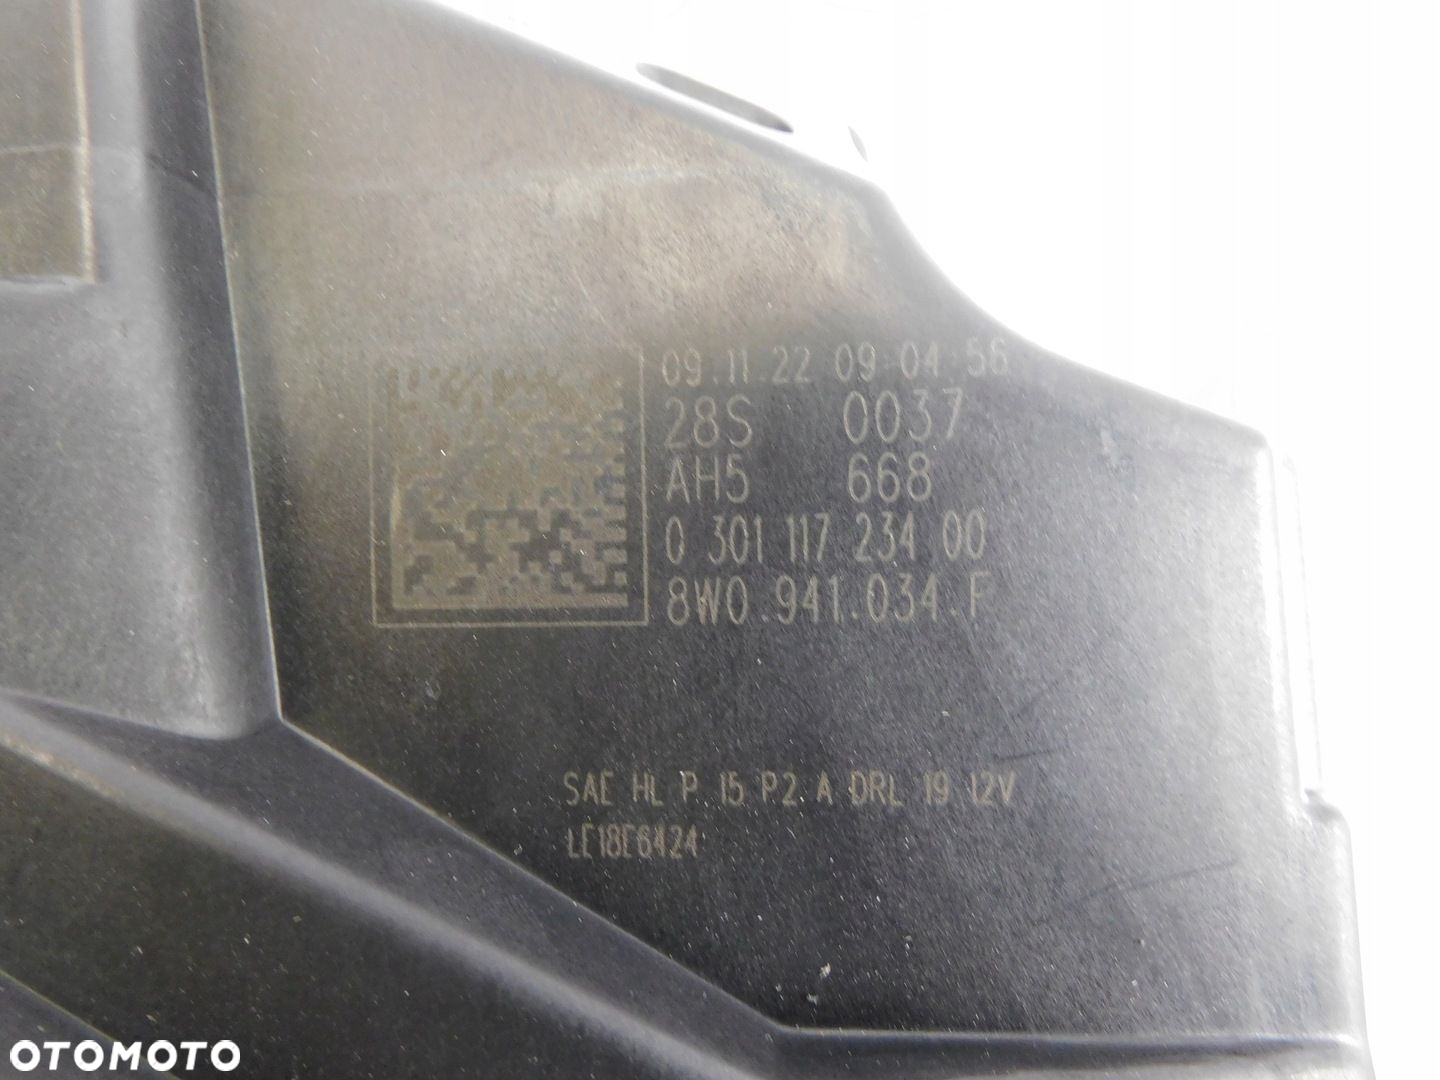 09.11.22 09:04:56
28S 0037
AH5 668
0 301 117 234 00
8W0.941.034.F
SAE HL P 15 P2 A DRL 19 12V
LE18E6424
OTOMOTO